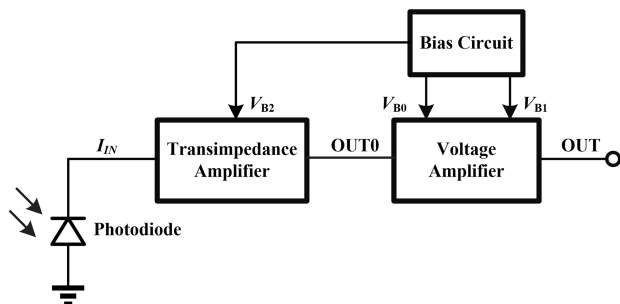 Bias Circuit
VB2
VB0
VB1
IIN
Transimpedance
Amplifier
OUT0
Voltage
Amplifier
OUT
Photodiode